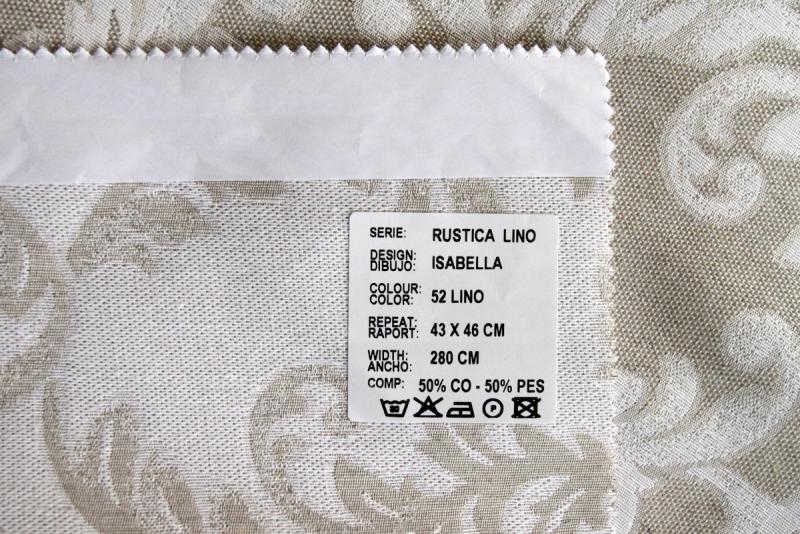 SERIE: RUSTICA LINO
DESIGN:
DIBUJO: ISABELLA
COLOUR:
COLOR: 52 LINO
REPEAT:
RAPORT: 43 X 46 CM
WIDTH:
ANCHO: 280 CM
COMP: 50% CO - 50% PES
P